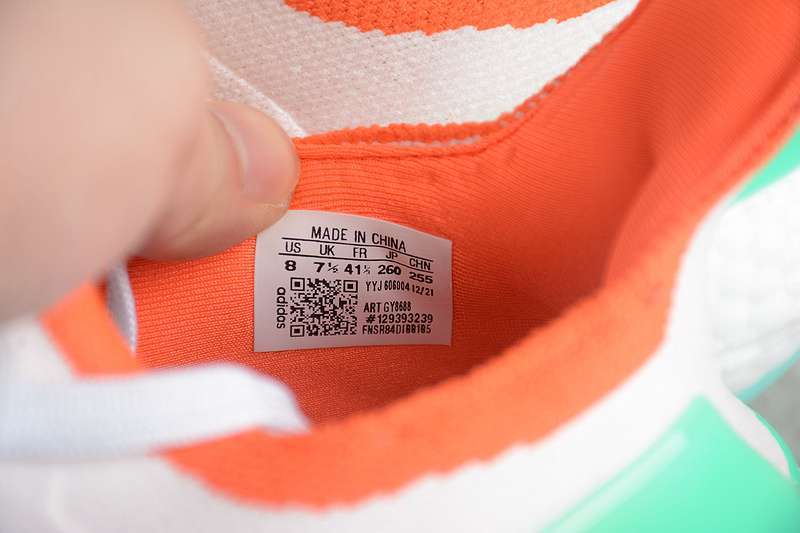 MADE IN CHINA
US UK FR JP CHN
8 7½ 41⅓ 260 255
YYJ 606004 12/21
ART GY8688
#129393239
FNSR84DIBB1B5
adidas